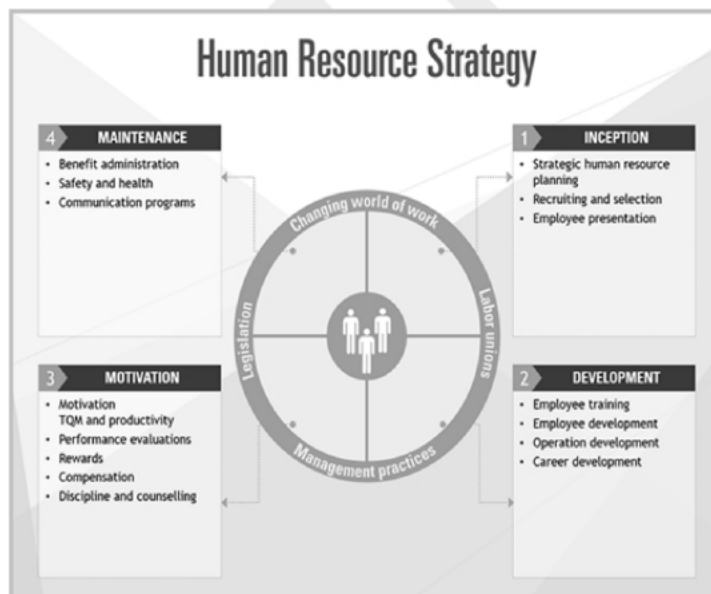 Human Resource Strategy
4 MAINTENANCE
• Benefit administration
• Safety and health
• Communication programs
1 INCEPTION
• Strategic human resource
planning
• Recruiting and selection
• Employee presentation
Changing world of work
Legislation
Labor unions
Management practices
3 MOTIVATION
• Motivation
TQM and productivity
• Performance evaluations
• Rewards
• Compensation
• Discipline and counselling
2 DEVELOPMENT
• Employee training
• Employee development
• Operation development
• Career development